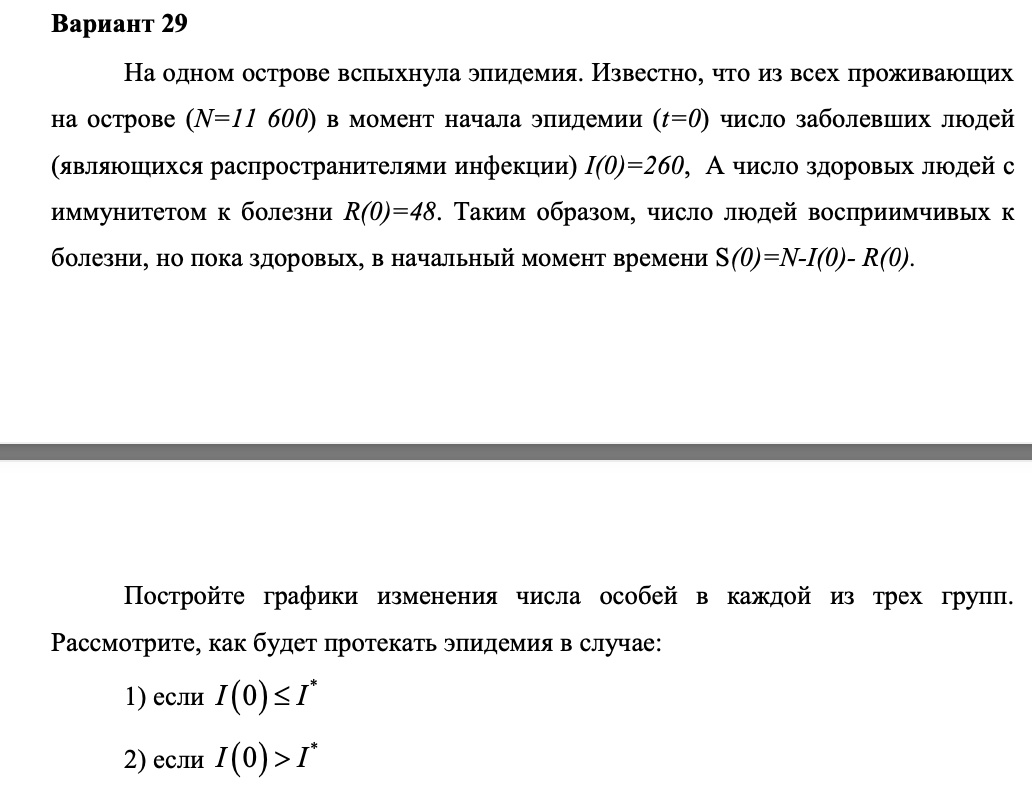 Вариант 29
На одном острове вспыхнула эпидемия. Известно, что из всех проживающих
на острове (N=11 600) в момент начала эпидемии (t=0) число заболевших людей
(являющихся распространителями инфекции) I(0)=260, А число здоровых людей с
иммунитетом к болезни R(0)=48. Таким образом, число людей восприимчивых к
болезни, но пока здоровых, в начальный момент времени S(0)=N-I(0)- R(0).
Постройте графики изменения числа особей в каждой из трех групп.
Рассмотрите, как будет протекать эпидемия в случае:
1) если I(0) ≤ I*
2) если I(0) > I*